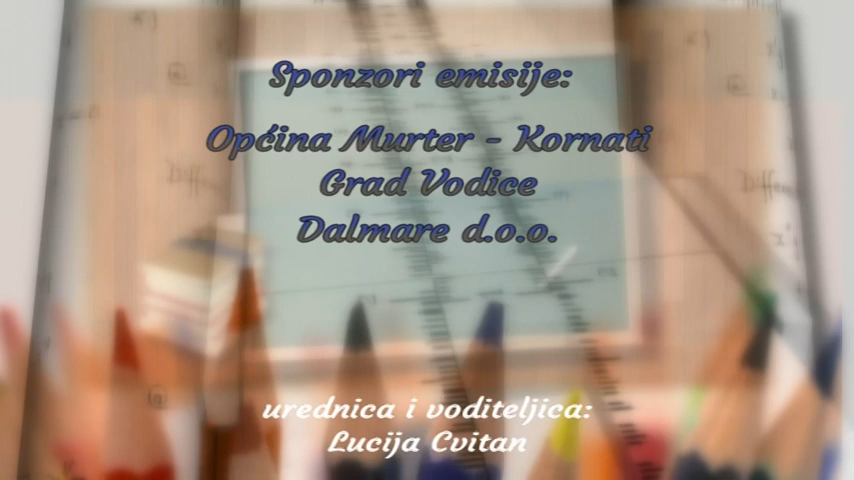 Sponzori emisije:
Općina Murter - Kornati
Grad Vodice
Dalmare d.o.o.
urednica i voditeljica:
Lucija Cvitan